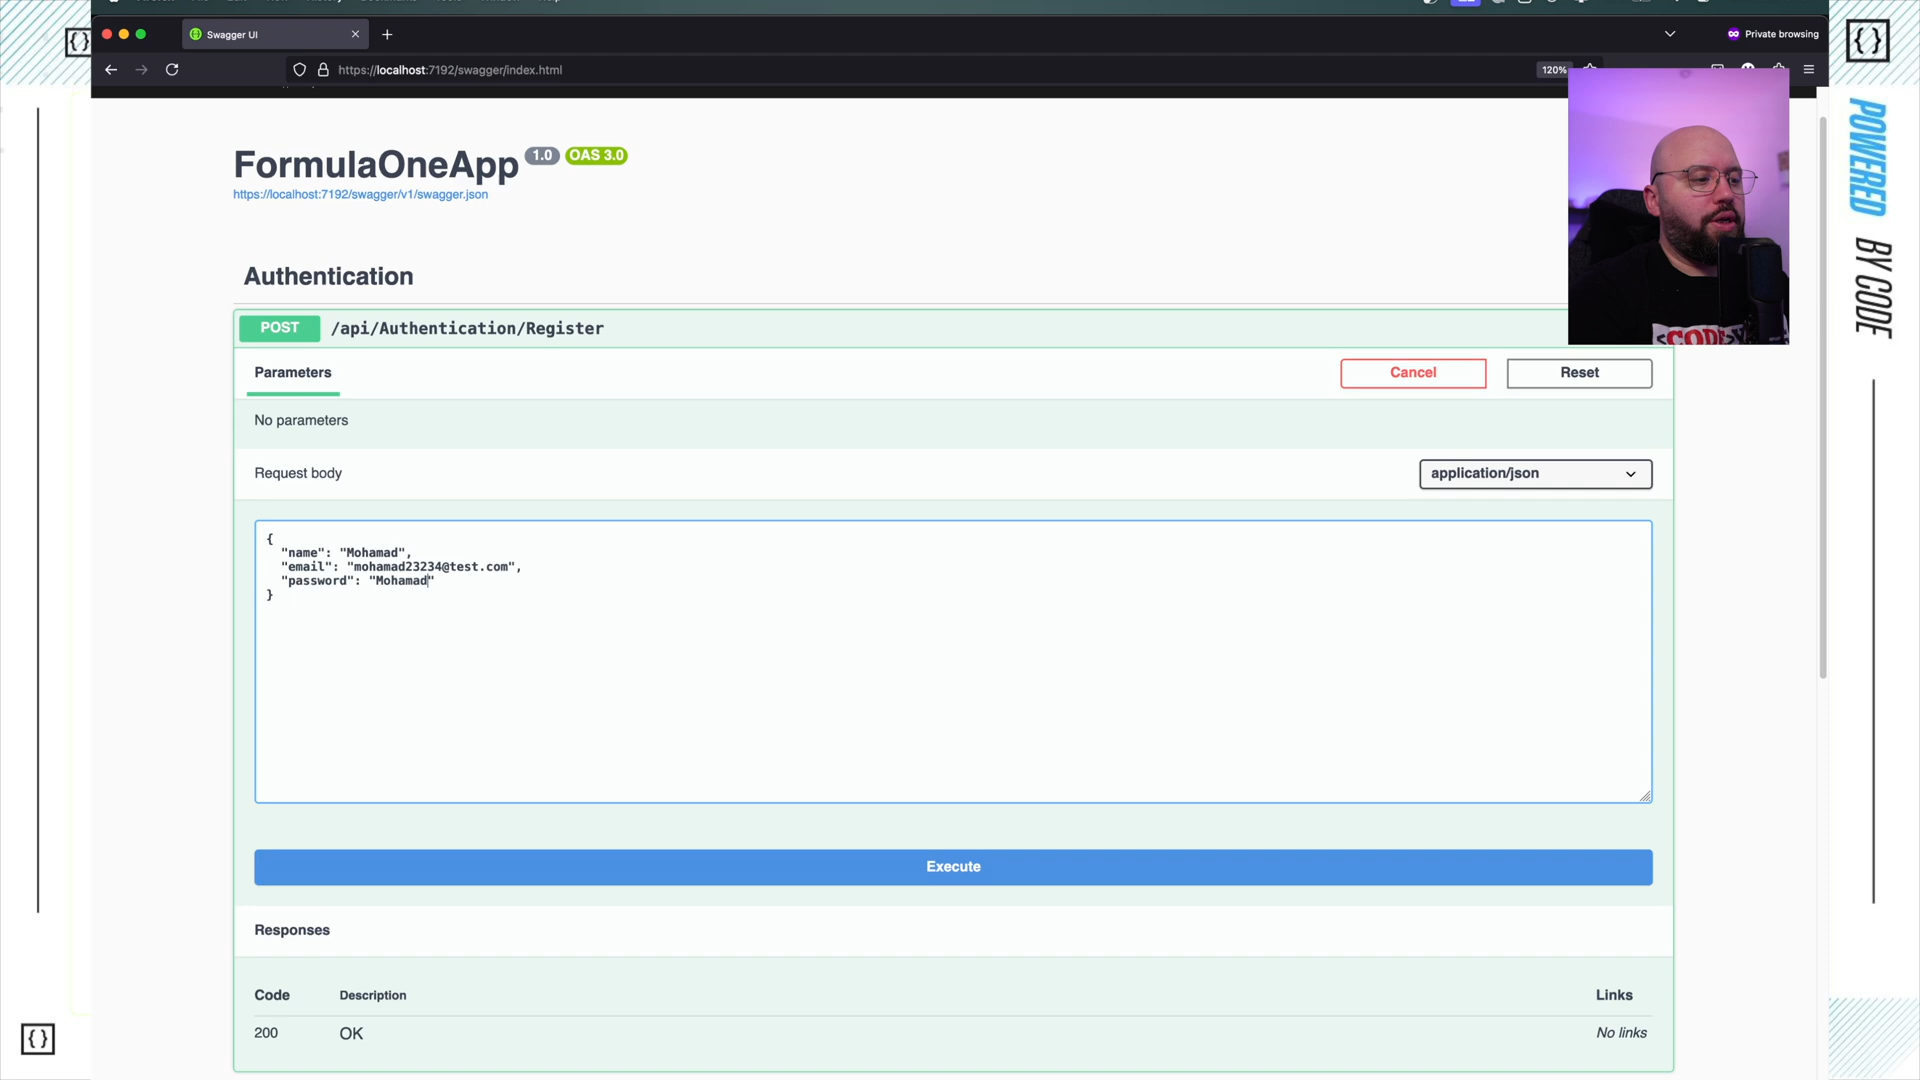 Swagger UI
Private browsing
https://localhost:7192/swagger/index.html
120%
FormulaOneApp 1.0 OAS 3.0
https://localhost:7192/swagger/v1/swagger.json
Authentication
POST /api/Authentication/Register
Parameters
Cancel
Reset
No parameters
Request body
application/json
{
"name": "Mohamad",
"email": "mohamad23234@test.com",
"password": "Mohamad"
}
Execute
Responses
Code
Description
Links
200
OK
No links
POWERED
BY CODE
{}
{}
{}